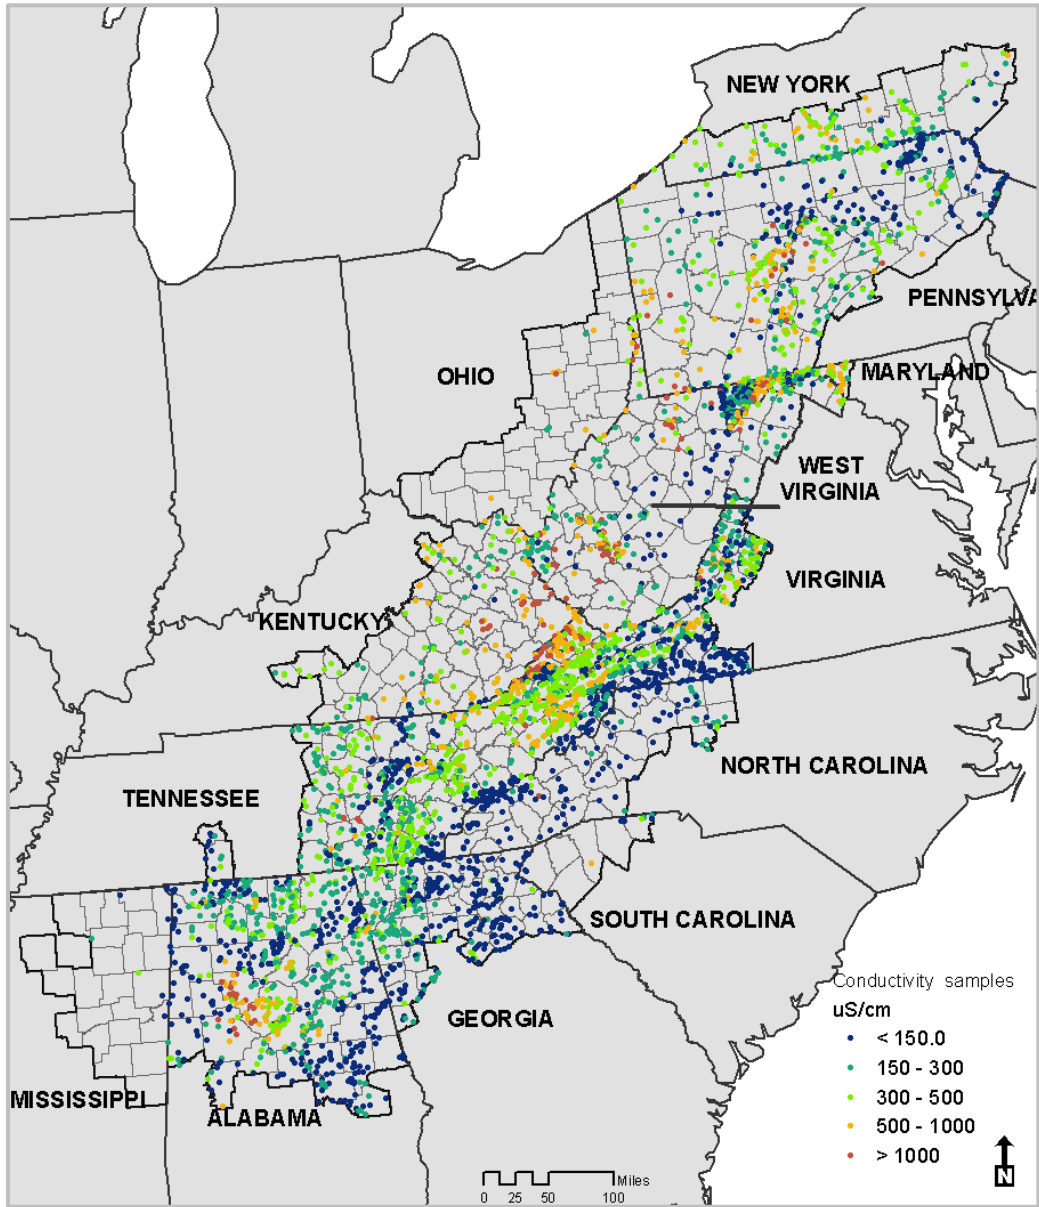 NEW YORK
PENNSYLVA
OHIO
MARYLAND
WEST
VIRGINIA
VIRGINIA
KENTUCKY
NORTH CAROLINA
TENNESSEE
SOUTH CAROLINA
GEORGIA
MISSISSIPPI
ALABAMA
Conductivity samples
uS/cm
< 150.0
150 - 300
300 - 500
500 - 1000
> 1000
N
Miles
0 25 50 100